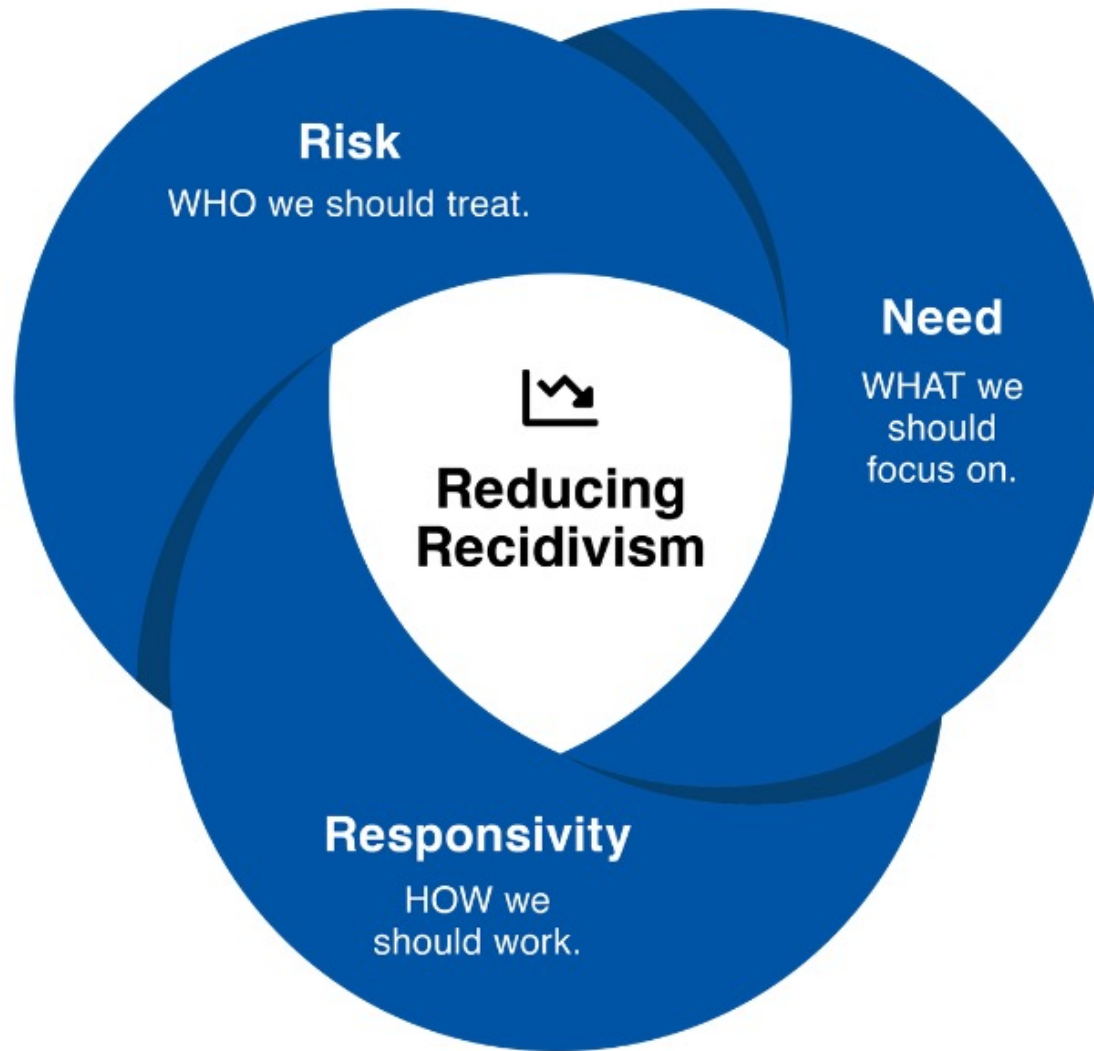 Risk
WHO we should treat.
Need
WHAT we
should
focus on.
Reducing
Recidivism
Responsivity
HOW we
should work.